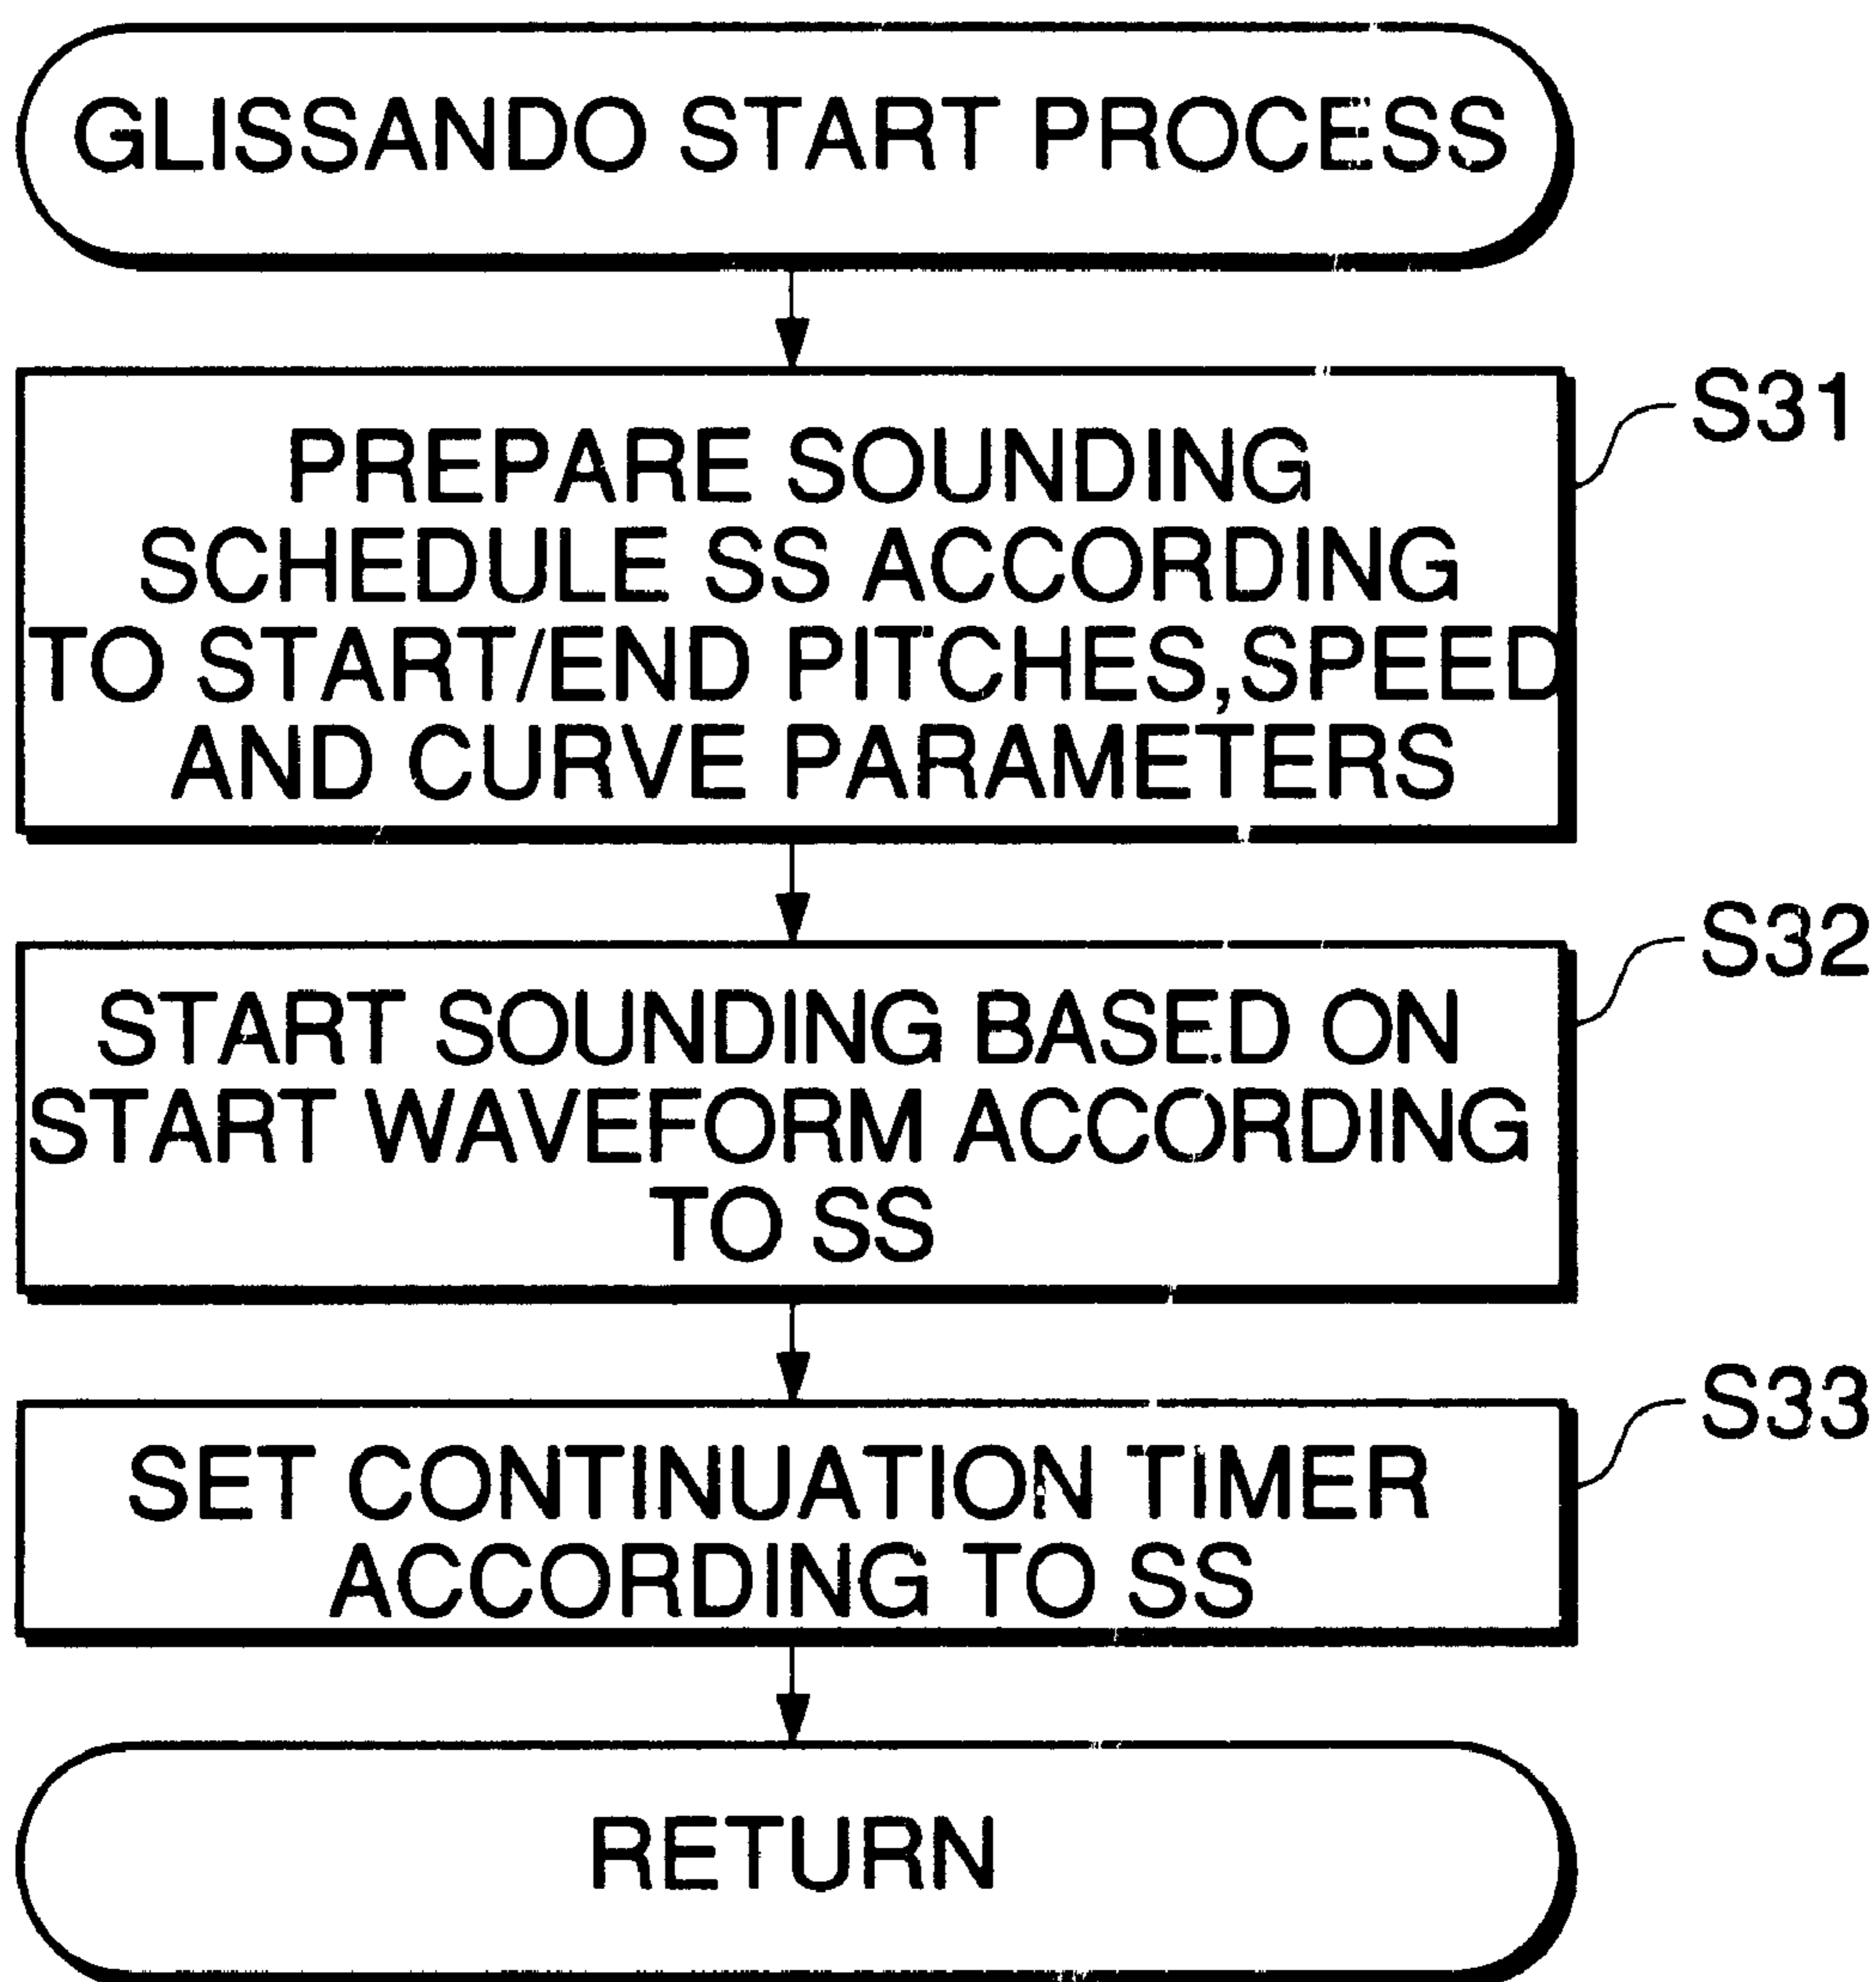 GLISSANDO START PROCESS
S31
PREPARE SOUNDING
SCHEDULE SS ACCORDING
TO START/END PITCHES,SPEED
AND CURVE PARAMETERS
S32
START SOUNDING BASED ON
START WAVEFORM ACCORDING
TO SS
S33
SET CONTINUATION TIMER
ACCORDING TO SS
RETURN